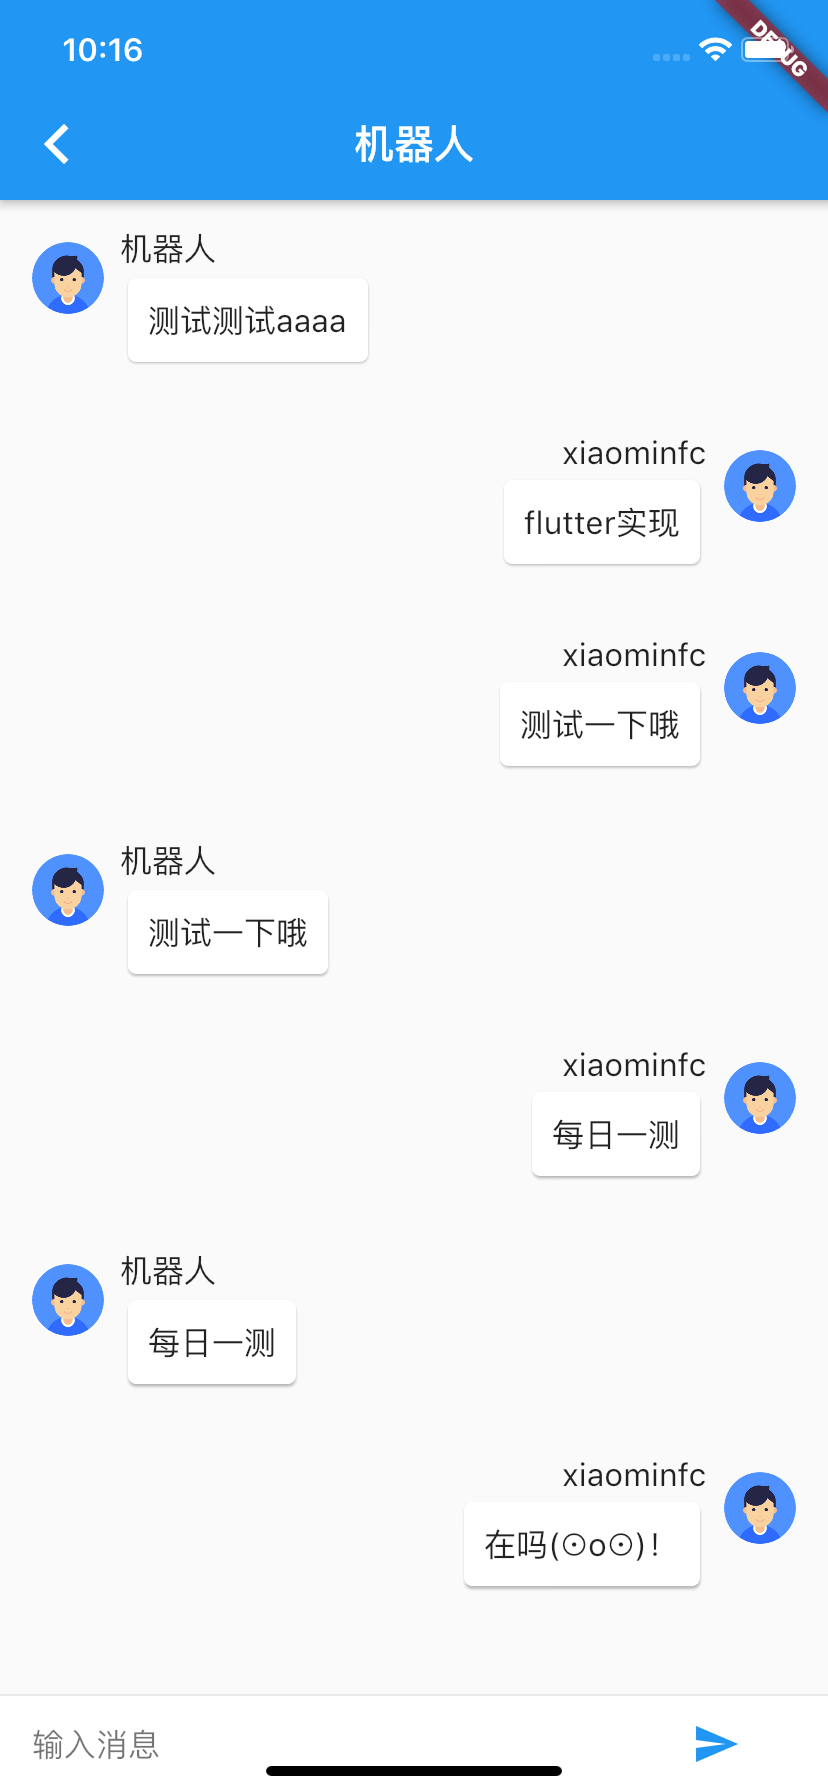 10:16
DEBUG
机器人
机器人
测试测试aaaa
xiaominfc
flutter实现
xiaominfc
测试一下哦
机器人
测试一下哦
xiaominfc
每日一测
机器人
每日一测
xiaominfc
在吗(⊙o⊙)！
输入消息